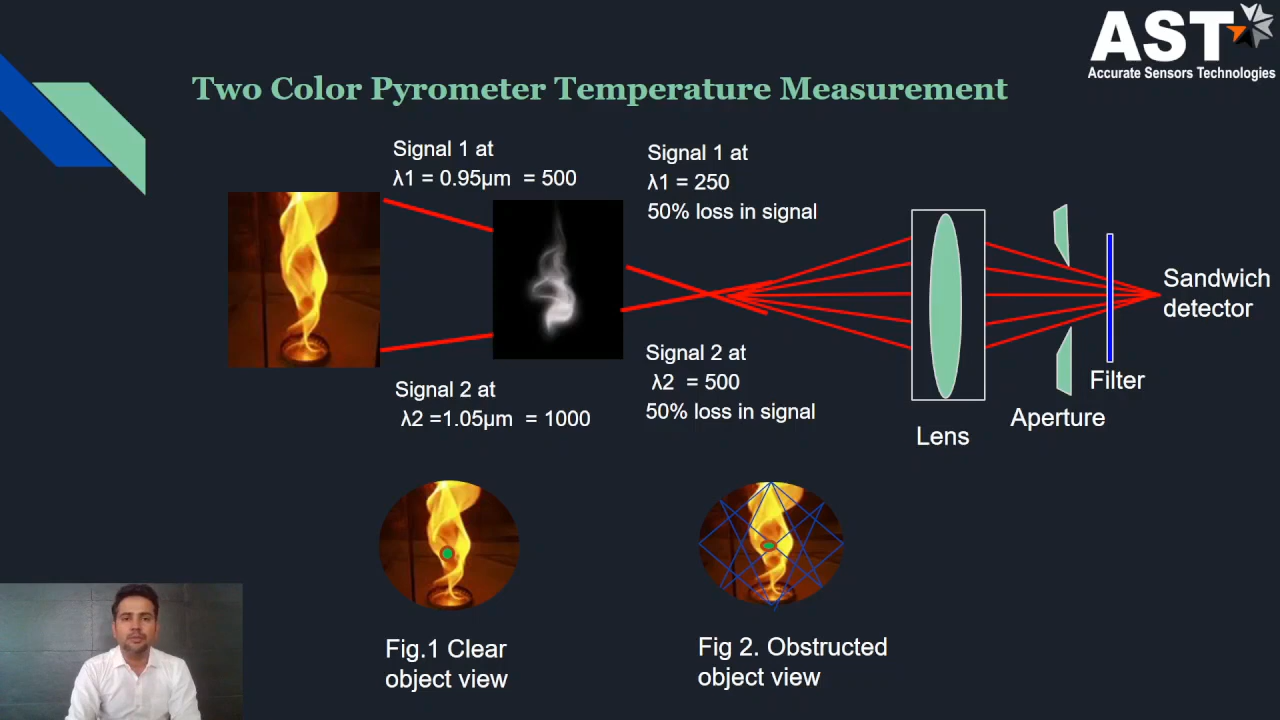 AST
Accurate Sensors Technologies
Two Color Pyrometer Temperature Measurement
Signal 1 at
λ1 = 0.95μm = 500
Signal 1 at
λ1 = 250
50% loss in signal
Signal 2 at
λ2 =1.05μm = 1000
Signal 2 at
λ2 = 500
50% loss in signal
Lens
Aperture
Filter
Sandwich
detector
Fig.1 Clear
object view
Fig 2. Obstructed
object view